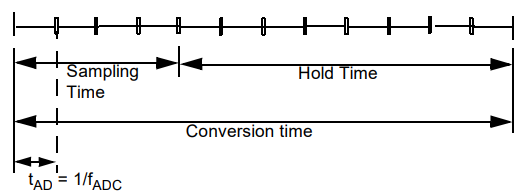 Sampling
Time
Hold Time
Conversion time
tAD = 1/fADC